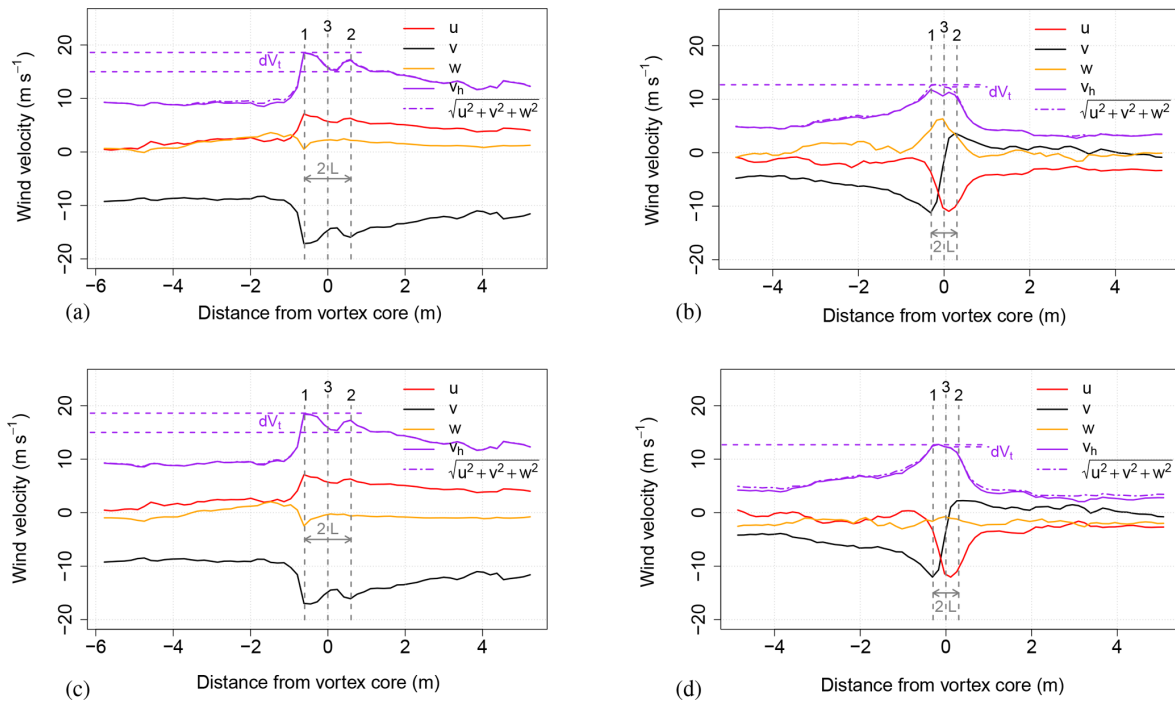 1 3 2
u
v
w
v_h
√(u² + v² + w²)
dV_t
2 L
Wind velocity (m s⁻¹)
20
10
0
−10
−20
−6 −4 −2 0 2 4
Distance from vortex core (m)
(a)
3
1 2
u
v
w
v_h
√(u² + v² + w²)
dV_t
2 L
Wind velocity (m s⁻¹)
20
10
0
−10
−20
−4 −2 0 2 4
Distance from vortex core (m)
(b)
3
1 2
u
v
w
v_h
√(u² + v² + w²)
dV_t
2 L
Wind velocity (m s⁻¹)
20
10
0
−10
−20
−6 −4 −2 0 2 4
Distance from vortex core (m)
(c)
3
1 2
u
v
w
v_h
√(u² + v² + w²)
dV_t
2 L
Wind velocity (m s⁻¹)
20
10
0
−10
−20
−4 −2 0 2 4
Distance from vortex core (m)
(d)